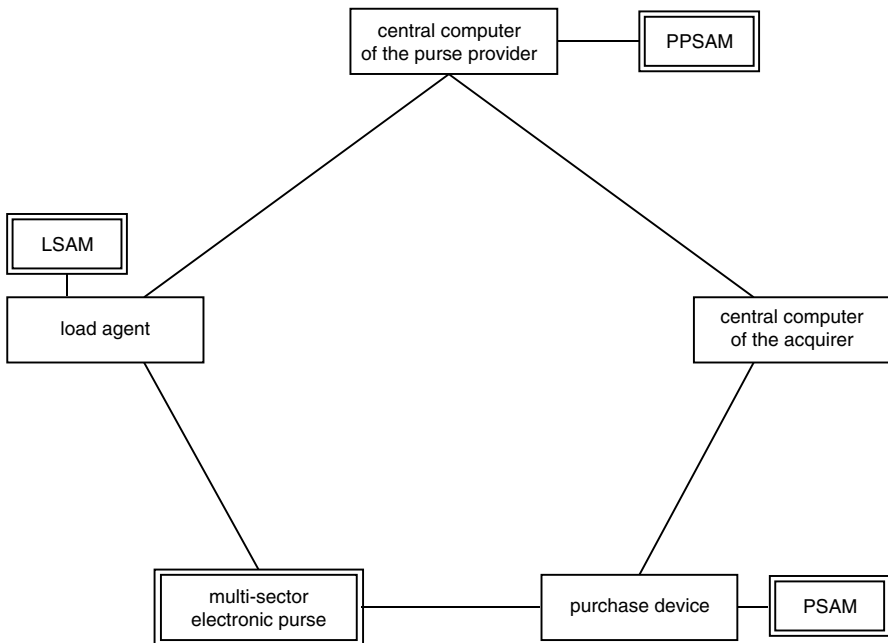 central computer
of the purse provider
PPSAM
LSAM
load agent
central computer
of the acquirer
multi-sector
electronic purse
purchase device
PSAM